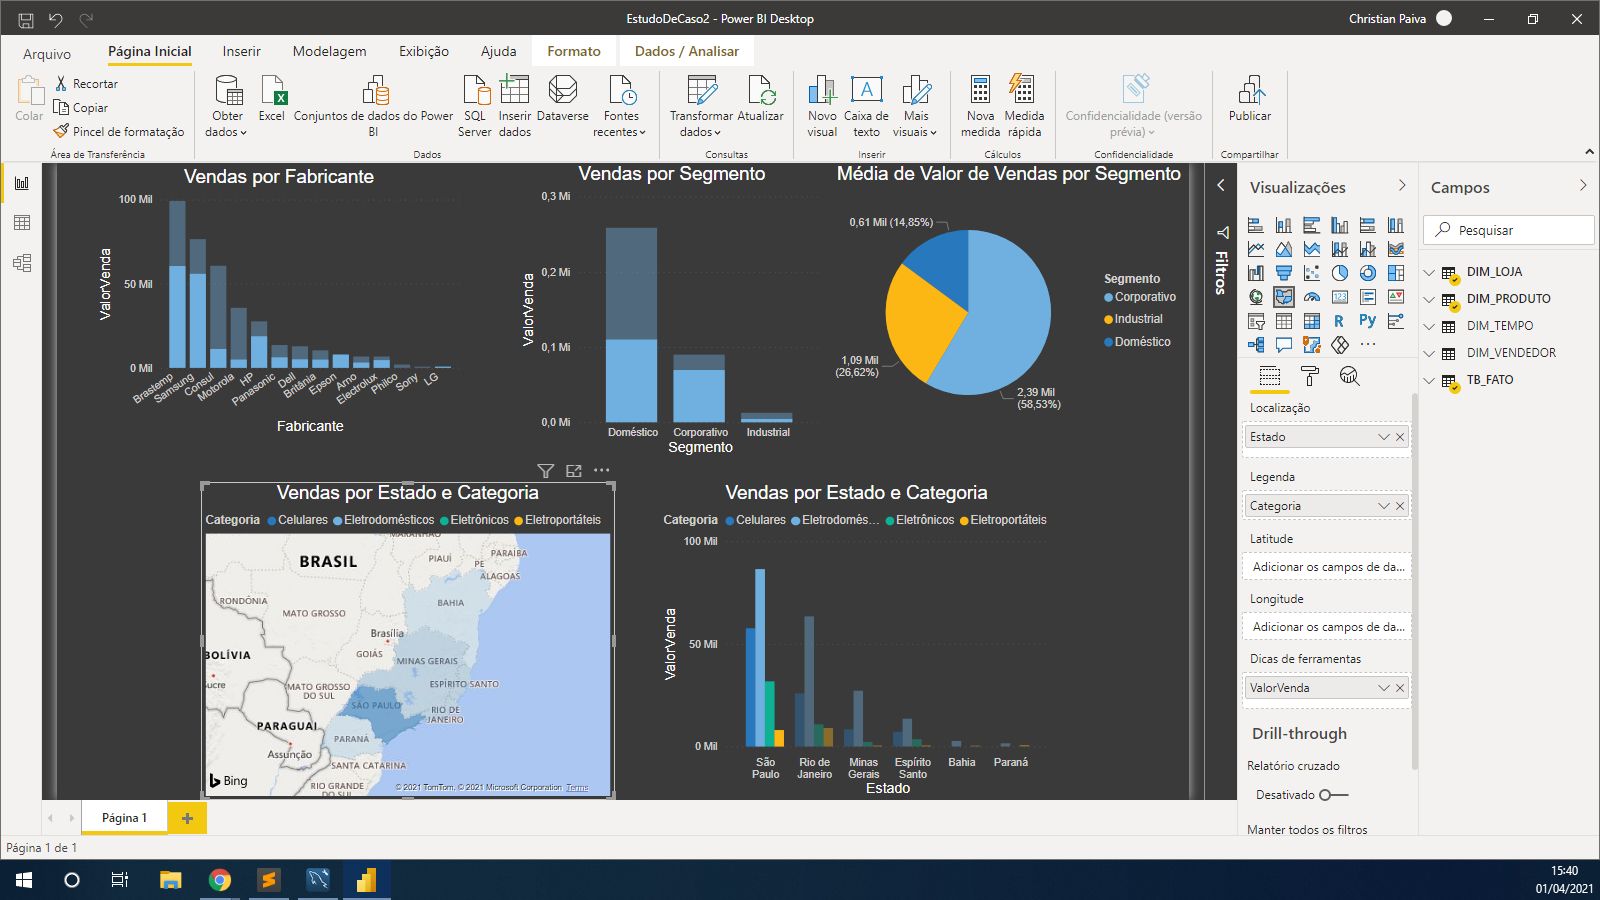 EstudoDeCaso2 - Power BI Desktop
Christian Paiva
Arquivo
Página Inicial
Inserir
Modelagem
Exibição
Ajuda
Formato
Dados / Analisar
Colar
Recortar
Copiar
Pincel de formatação
Área de Transferência
Obter dados
Excel
Conjuntos de dados do Power BI
SQL Server
Inserir dados
Dataverse
Fontes recentes
Dados
Transformar dados
Atualizar
Consultas
Novo visual
Caixa de texto
Mais visuais
Inserir
Nova medida
Medida rápida
Cálculos
Confidencialidade (versão prévia)
Confidencialidade
Publicar
Compartilhar
Vendas por Fabricante
100 Mil
50 Mil
0 Mil
ValorVenda
Brastemp
Samsung
Consul
Motorola
HP
Panasonic
Dell
Britânia
Epson
Arno
Electrolux
Philco
Sony
LG
Fabricante
Vendas por Segmento
0,3 Mi
0,2 Mi
0,1 Mi
0,0 Mi
ValorVenda
Doméstico
Corporativo
Industrial
Segmento
Média de Valor de Vendas por Segmento
0,61 Mil (14,85%)
1,09 Mil
(26,62%)
2,39 Mil
(58,53%)
Segmento
Corporativo
Industrial
Doméstico
Vendas por Estado e Categoria
Categoria Celulares Eletrodomésticos Eletrônicos Eletroportáteis
MARANHÃO
BRASIL
PIAUÍ
PARAÍBA
PE
ALAGOAS
RONDÔNIA
MATO GROSSO
BAHIA
Brasília
GOIÁS
MINAS GERAIS
BOLÍVIA
ucre
MATO GROSSO
DO SUL
ESPÍRITO SANTO
SÃO PAULO
RIO DE
JANEIRO
PARAGUAI
PARANÁ
Assunção
SANTA CATARINA
RIO GRANDE
DO SUL
Bing
© 2021 TomTom, © 2021 Microsoft Corporation Terms
Vendas por Estado e Categoria
Categoria Celulares Eletrodomés... Eletrônicos Eletroportáteis
100 Mil
50 Mil
0 Mil
ValorVenda
São
Paulo
Rio de
Janeiro
Minas
Gerais
Espírito
Santo
Bahia
Paraná
Estado
Filtros
Visualizações
123
R
Py
Localização
Estado
Legenda
Categoria
Latitude
Adicionar os campos de da...
Longitude
Adicionar os campos de da...
Dicas de ferramentas
ValorVenda
Drill-through
Relatório cruzado
Desativado
Manter todos os filtros
Campos
Pesquisar
DIM_LOJA
DIM_PRODUTO
DIM_TEMPO
DIM_VENDEDOR
TB_FATO
Página 1
Página 1 de 1
15:40
01/04/2021